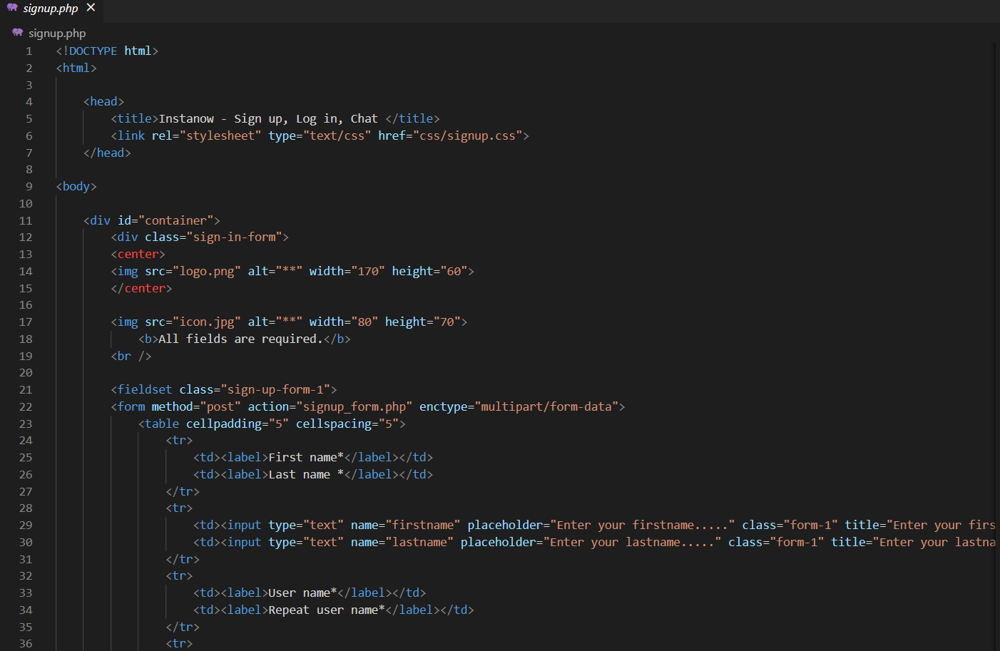 signup.php ×
signup.php
1 <!DOCTYPE html>
2 <html>
3
4     <head>
5         <title>Instanow - Sign up, Log in, Chat </title>
6         <link rel="stylesheet" type="text/css" href="css/signup.css">
7     </head>
8
9 <body>
10
11     <div id="container">
12         <div class="sign-in-form">
13         <center>
14         <img src="logo.png" alt="**" width="170" height="60">
15         </center>
16
17         <img src="icon.jpg" alt="**" width="80" height="70">
18             <b>All fields are required.</b>
19         <br />
20
21         <fieldset class="sign-up-form-1">
22         <form method="post" action="signup_form.php" enctype="multipart/form-data">
23             <table cellpadding="5" cellspacing="5">
24                 <tr>
25                     <td><label>First name*</label></td>
26                     <td><label>Last name *</label></td>
27                 </tr>
28                 <tr>
29                     <td><input type="text" name="firstname" placeholder="Enter your firstname....." class="form-1" title="Enter your firs
30                     <td><input type="text" name="lastname" placeholder="Enter your lastname....." class="form-1" title="Enter your lastna
31                 </tr>
32                 <tr>
33                     <td><label>User name*</label></td>
34                     <td><label>Repeat user name*</label></td>
35                 </tr>
36                 <tr>